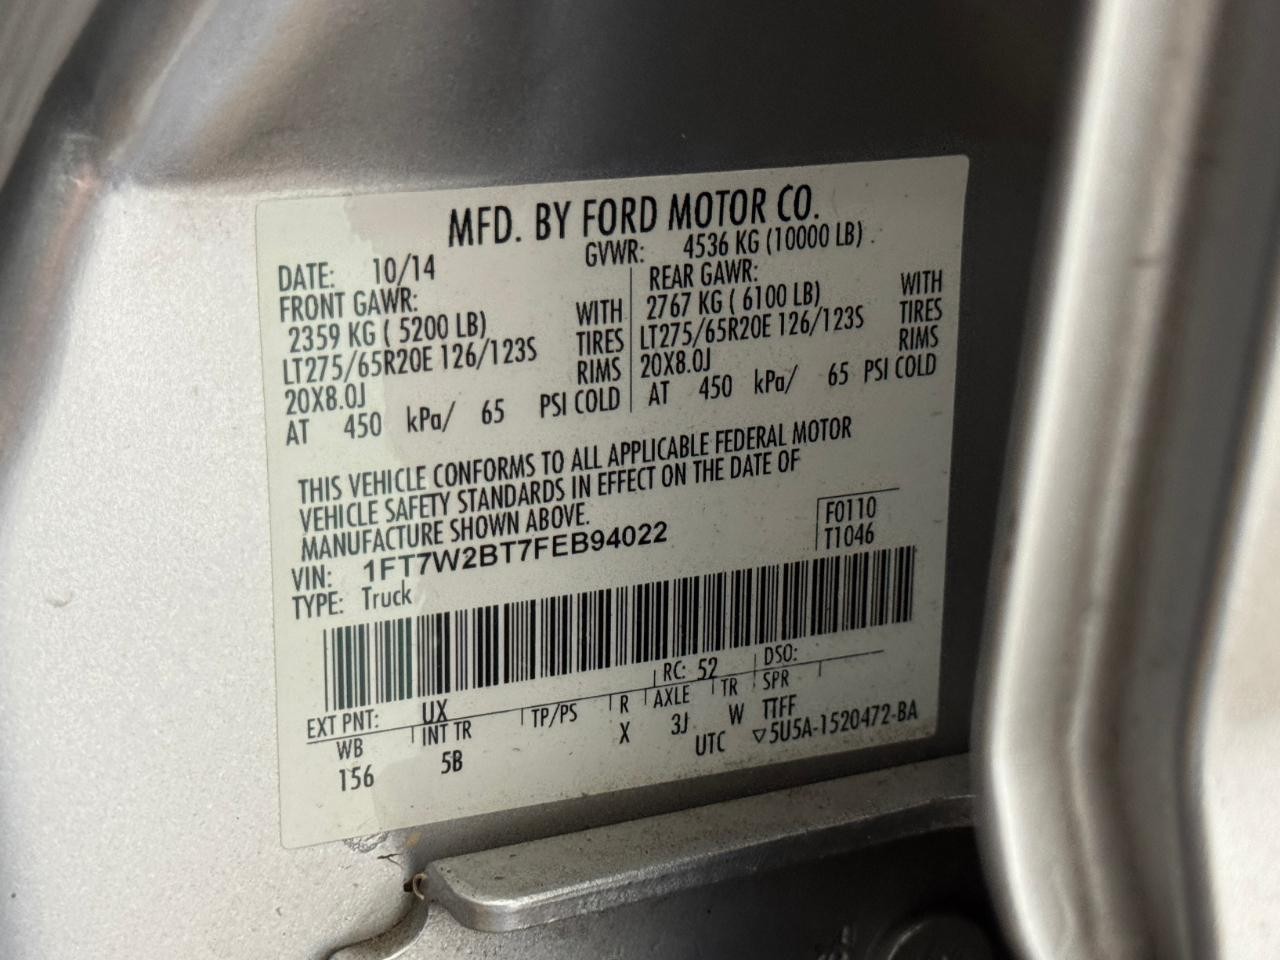 MFD. BY FORD MOTOR CO.
DATE: 10/14 GVWR: 4536 KG (10000 LB)
FRONT GAWR:
2359 KG ( 5200 LB) WITH
LT275/65R20E 126/123S TIRES
20X8.0J RIMS
AT 450 kPa/ 65 PSI COLD
REAR GAWR:
2767 KG ( 6100 LB) WITH
LT275/65R20E 126/123S TIRES
20X8.0J RIMS
AT 450 kPa/ 65 PSI COLD
THIS VEHICLE CONFORMS TO ALL APPLICABLE FEDERAL MOTOR
VEHICLE SAFETY STANDARDS IN EFFECT ON THE DATE OF
MANUFACTURE SHOWN ABOVE.
VIN: 1FT7W2BT7FEB94022
F0110
T1046
TYPE: Truck
EXT PNT: UX RC: 52 DSO:
WB INT TR TP/PS R AXLE TR SPR
156 5B X 3J W TTFF
UTC ▽5U5A-1520472-BA